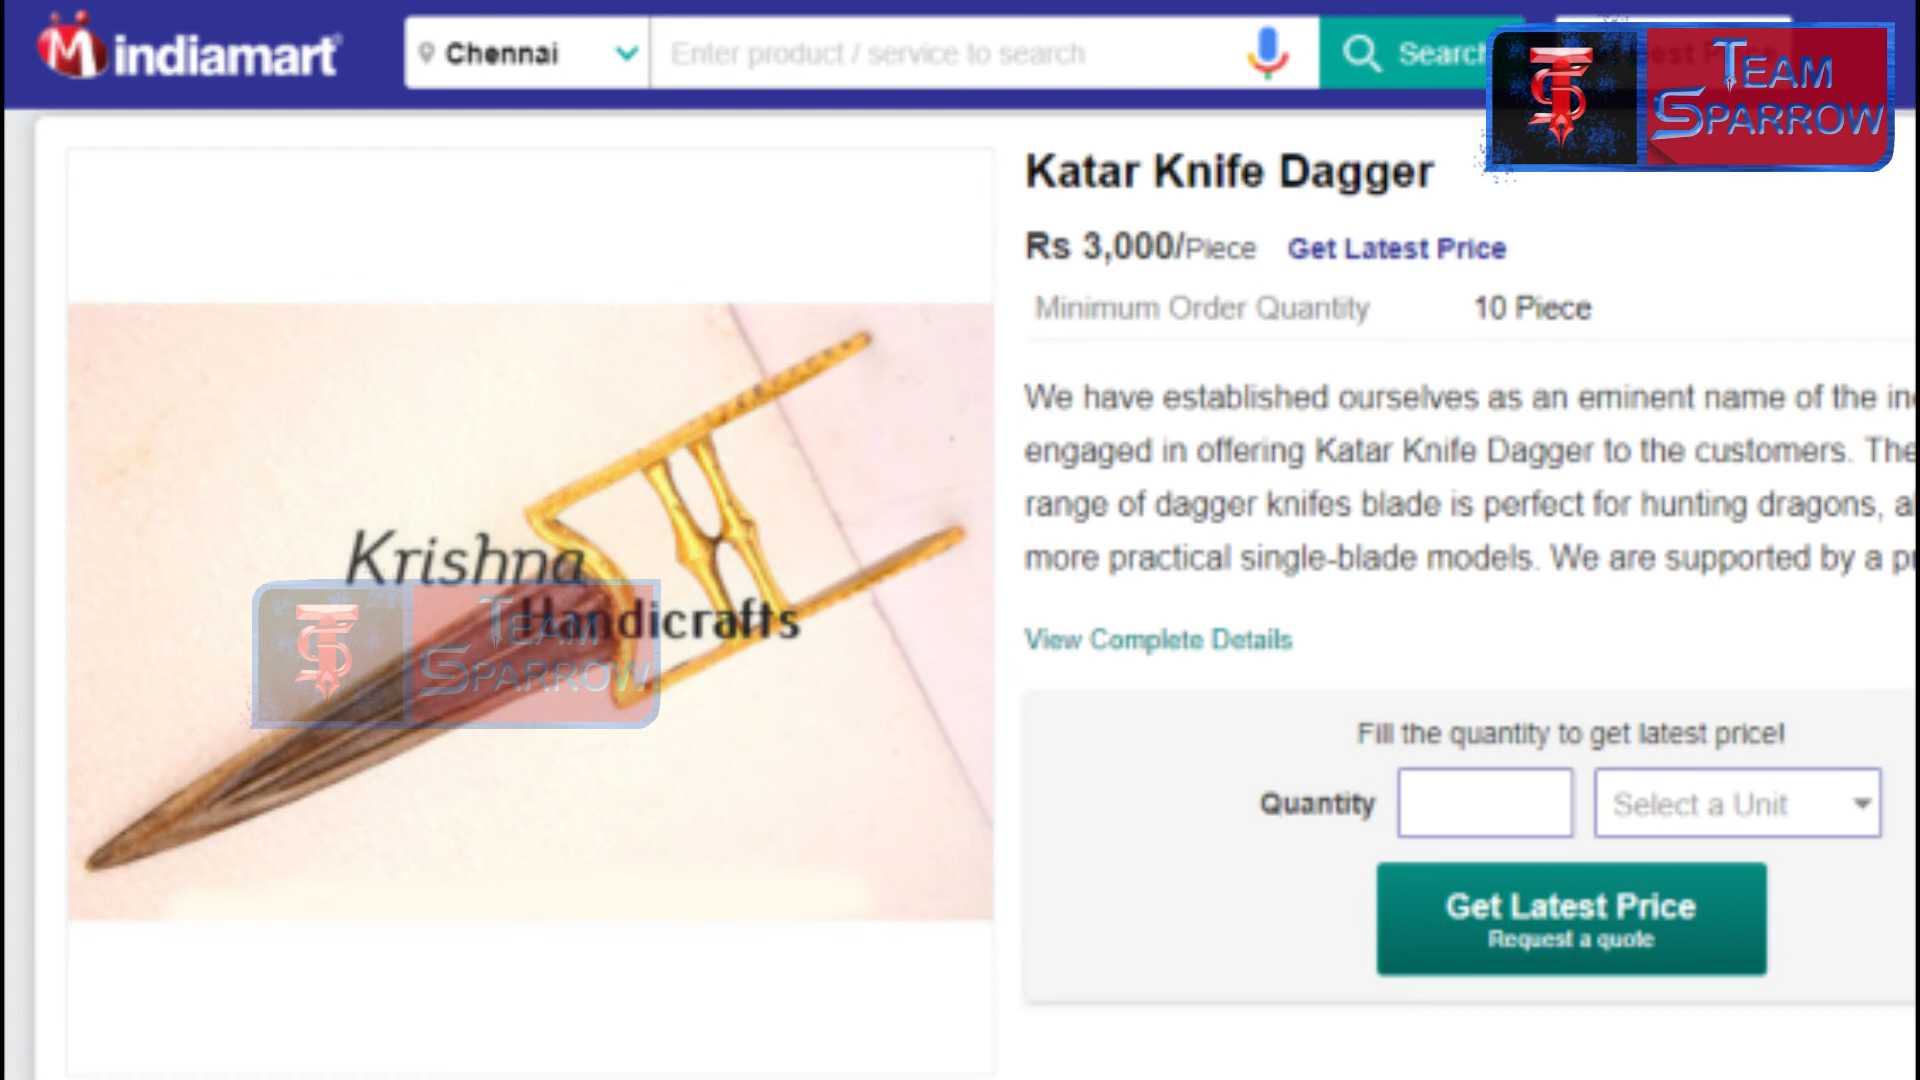 indiamart
Chennai
Enter product / service to search
Search
TEAM
SPARROW
Katar Knife Dagger
Rs 3,000/Piece Get Latest Price
Minimum Order Quantity 10 Piece
We have established ourselves as an eminent name of the in
engaged in offering Katar Knife Dagger to the customers. The
range of dagger knifes blade is perfect for hunting dragons, a
more practical single-blade models. We are supported by a p
View Complete Details
Fill the quantity to get latest price!
Quantity Select a Unit
Get Latest Price
Request a quote
Krishna
Handicrafts
TEAM
SPARROW